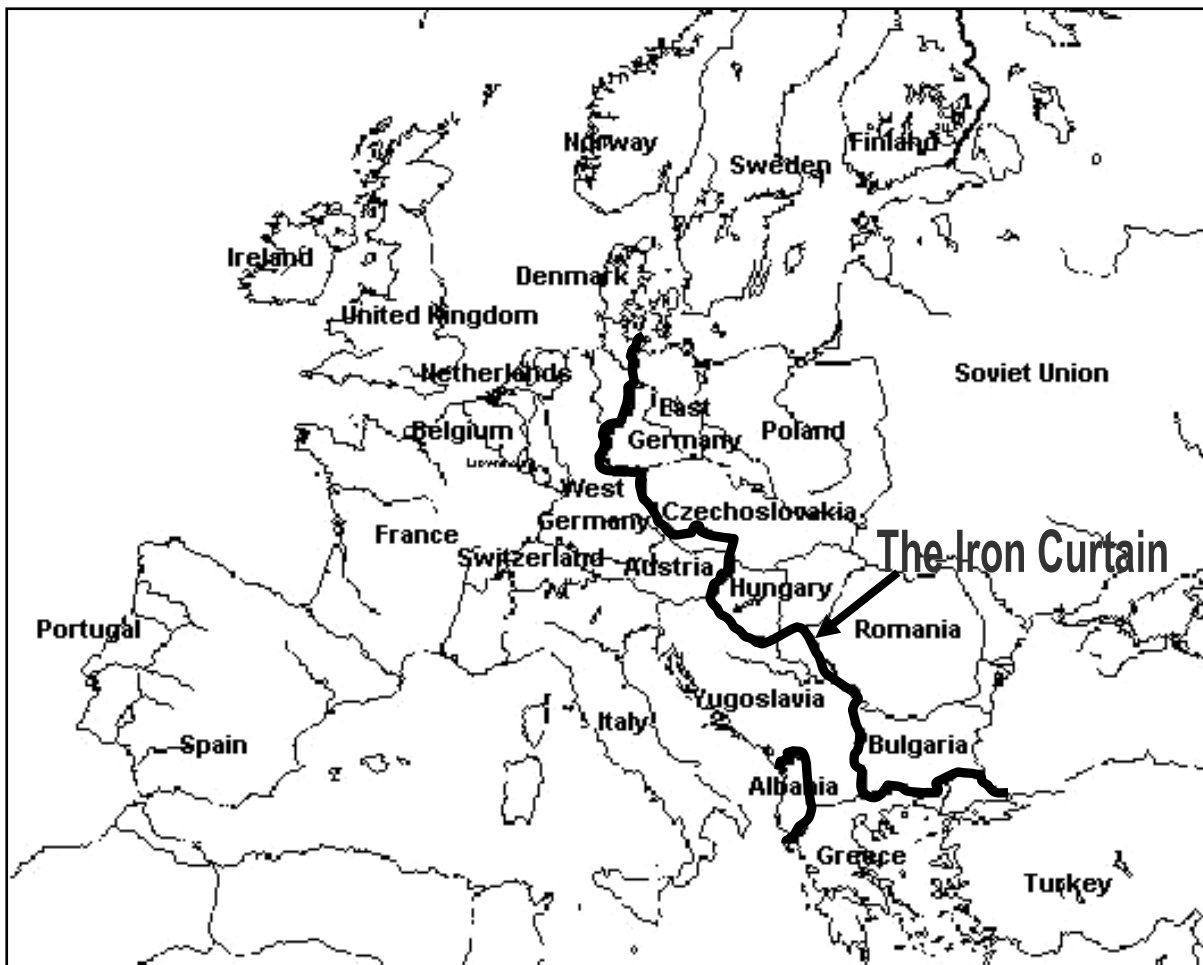 Norway
Finland
Sweden
Ireland
Denmark
United Kingdom
Netherlands
Soviet Union
East
Germany
Belgium
Poland
West
Germany
Czechoslovakia
France
The Iron Curtain
Switzerland
Austria
Hungary
Portugal
Romania
Yugoslavia
Italy
Spain
Bulgaria
Albania
Greece
Turkey